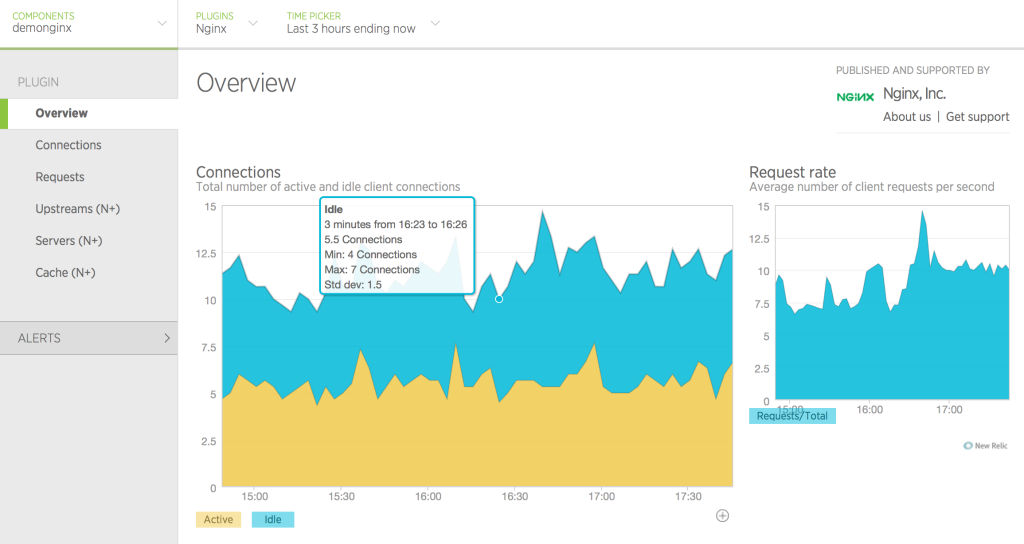 COMPONENTS
demonginx
PLUGINS
Nginx
TIME PICKER
Last 3 hours ending now
PLUGIN
Overview
Connections
Requests
Upstreams (N+)
Servers (N+)
Cache (N+)
ALERTS
Overview
PUBLISHED AND SUPPORTED BY
NGINX
Nginx, Inc.
About us | Get support
Connections
Total number of active and idle client connections
15
12.5
10
7.5
5
2.5
0
Idle
3 minutes from 16:23 to 16:26
5.5 Connections
Min: 4 Connections
Max: 7 Connections
Std dev: 1.5
15:00 15:30 16:00 16:30 17:00 17:30
Active Idle
Request rate
Average number of client requests per second
15
12.5
10
7.5
5
2.5
0
15:00 16:00 17:00
Requests/Total
New Relic